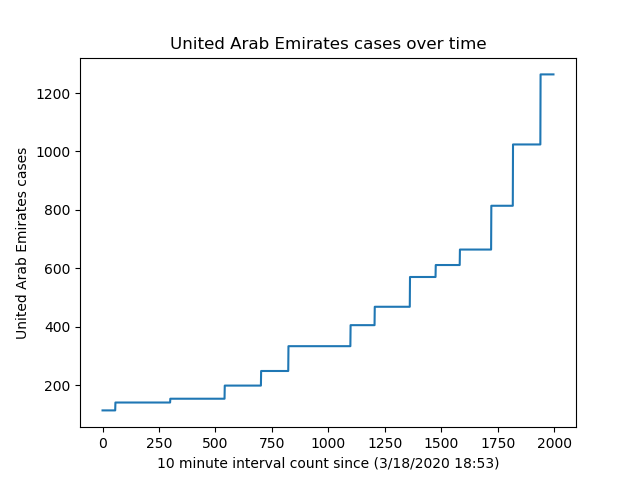 United Arab Emirates cases over time
United Arab Emirates cases
1200
1000
800
600
400
200
0 250 500 750 1000 1250 1500 1750 2000
10 minute interval count since (3/18/2020 18:53)